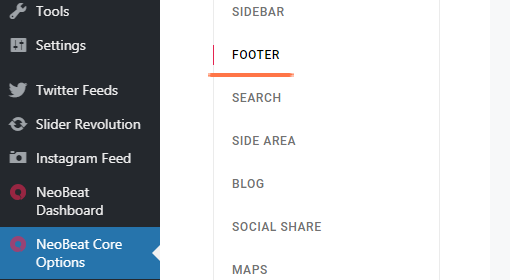 Tools
Settings
Twitter Feeds
Slider Revolution
Instagram Feed
NeoBeat
Dashboard
NeoBeat Core
Options
SIDEBAR
FOOTER
SEARCH
SIDE AREA
BLOG
SOCIAL SHARE
MAPS